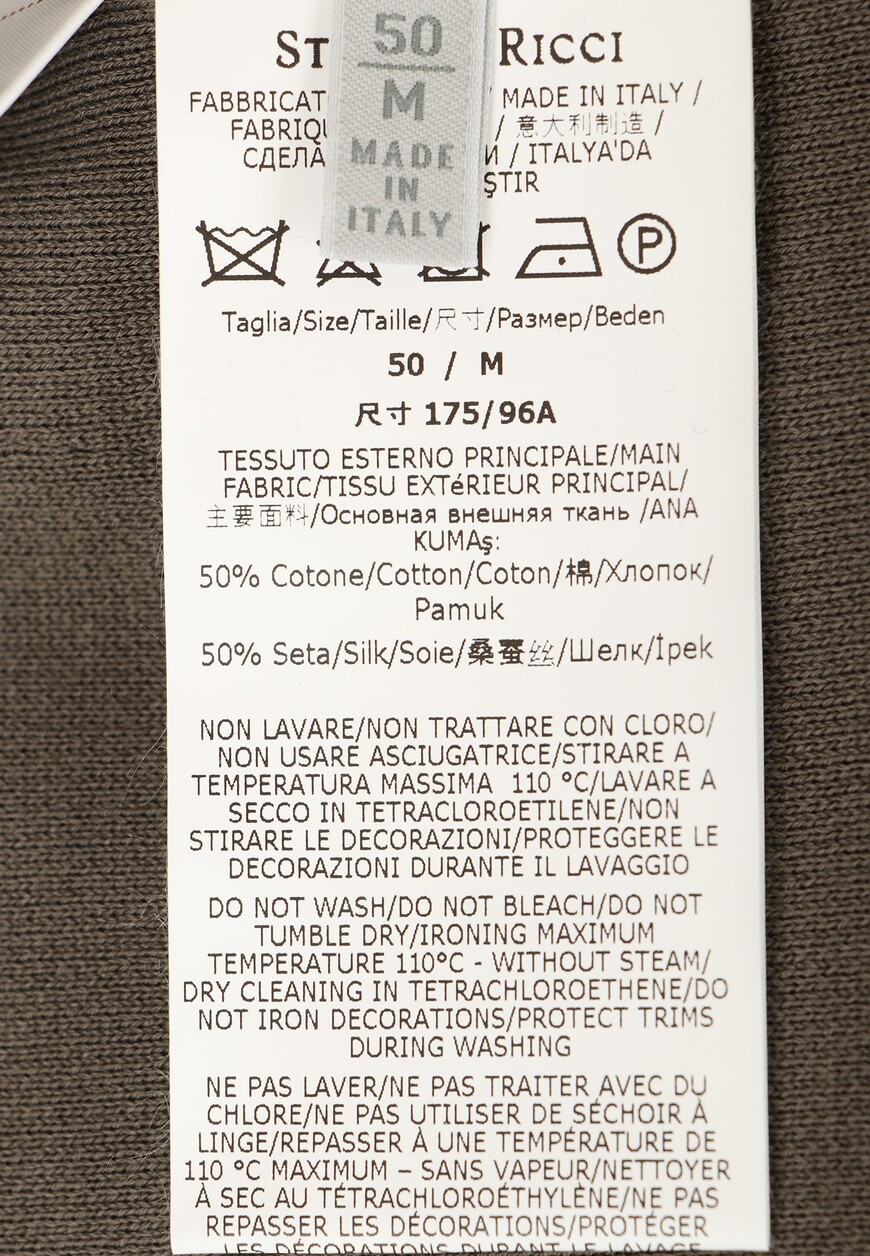 50
M
MADE
IN
ITALY
RICCI
MADE IN ITALY /
/ 意大利制造 /
/ ITALYA'DA
Taglia/Size/Taille/尺寸/Размер/Beden
50 / M
尺寸 175/96A
TESSUTO ESTERNO PRINCIPALE/MAIN
FABRIC/TISSU EXTéRIEUR PRINCIPAL/
主要面料/Основная внешняя ткань /ANA
KUMAş:
50% Cotone/Cotton/Coton/棉/Хлопок/
Pamuk
50% Seta/Silk/Soie/桑蚕丝/Шелк/İpek
NON LAVARE/NON TRATTARE CON CLORO/
NON USARE ASCIUGATRICE/STIRARE A
TEMPERATURA MASSIMA 110 °C/LAVARE A
SECCO IN TETRACLOROETILENE/NON
STIRARE LE DECORAZIONI/PROTEGGERE LE
DECORAZIONI DURANTE IL LAVAGGIO
DO NOT WASH/DO NOT BLEACH/DO NOT
TUMBLE DRY/IRONING MAXIMUM
TEMPERATURE 110°C - WITHOUT STEAM/
DRY CLEANING IN TETRACHLOROETHENE/DO
NOT IRON DECORATIONS/PROTECT TRIMS
DURING WASHING
NE PAS LAVER/NE PAS TRAITER AVEC DU
CHLORE/NE PAS UTILISER DE SÉCHOIR À
LINGE/REPASSER À UNE TEMPÉRATURE DE
110 °C MAXIMUM – SANS VAPEUR/NETTOYER
À SEC AU TÉTRACHLOROÉTHYLÈNE/NE PAS
REPASSER LES DÉCORATIONS/PROTÉGER
LES DÉCORATIONS DURANT LE LAVAGE